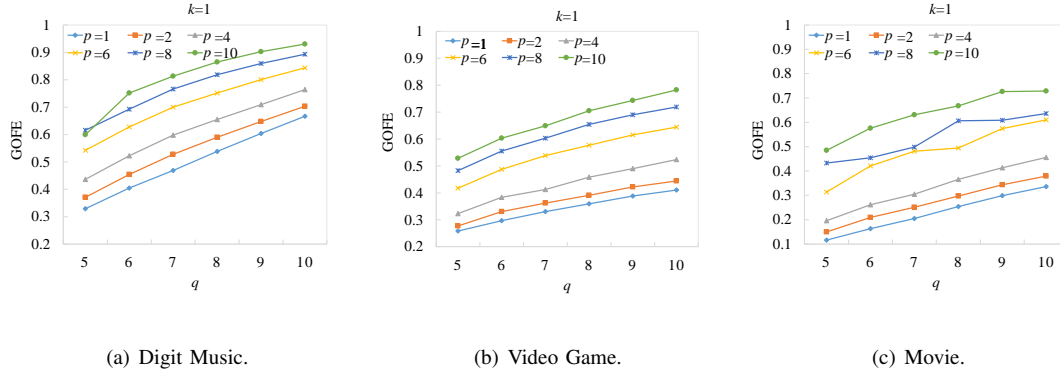 k=1
GOFE
1
0.9
0.8
0.7
0.6
0.5
0.4
0.3
0.2
p=1 p=2 p=4
p=6 p=8 p=10
5 6 7 8 9 10
q
(a) Digit Music.
k=1
GOFE
1
0.9
0.8
0.7
0.6
0.5
0.4
0.3
0.2
p=1 p=2 p=4
p=6 p=8 p=10
5 6 7 8 9 10
q
(b) Video Game.
k=1
GOFE
1
0.9
0.8
0.7
0.6
0.5
0.4
0.3
0.2
0.1
p=1 p=2 p=4
p=6 p=8 p=10
5 6 7 8 9 10
q
(c) Movie.